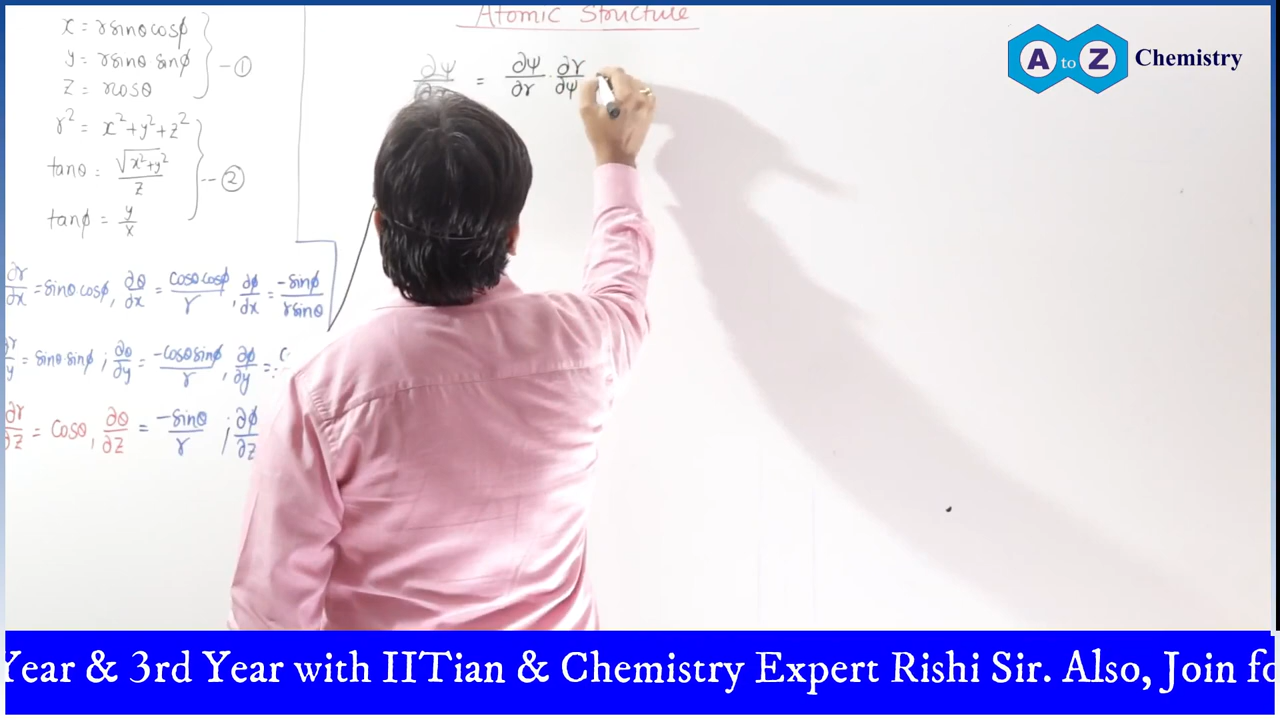 Atomic Structure
x = r sinθ cosϕ
y = r sinθ sinϕ
z = r cosθ
--①
r² = x² + y² + z²
tanθ = √x²+y² / z
tanϕ = y/x
--②
∂r/∂x = sinθ cosϕ, ∂θ/∂x = cosθ cosϕ / r, ∂ϕ/∂x = -sinϕ / r sinθ
∂r/y = sinθ sinϕ ; ∂θ/∂y = -cosθ sinϕ / r, ∂ϕ/∂y =
∂r/∂z = Cosθ, ∂θ/∂z = -sinθ / r ; ∂ϕ/∂z
∂ψ/∂x = ∂ψ/∂r · ∂r/∂ψ
A to Z Chemistry
Year & 3rd Year with IITian & Chemistry Expert Rishi Sir. Also, Join fo